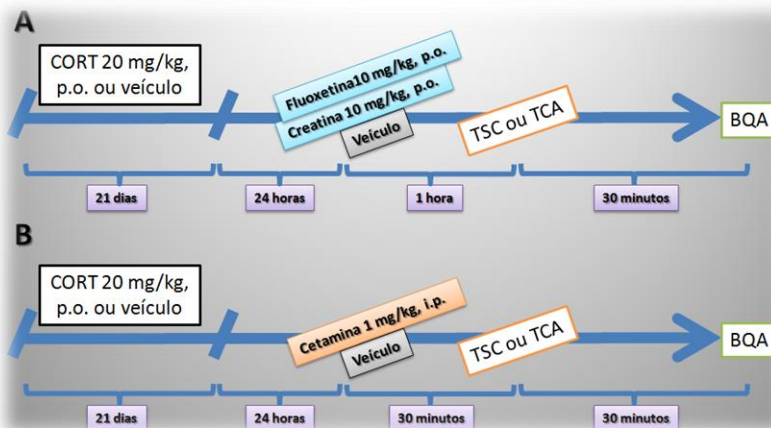 A
CORT 20 mg/kg,
p.o. ou veículo
Fluoxetina10 mg/kg, p.o.
Creatina 10 mg/kg, p.o.
Veículo
TSC ou TCA
BQA
21 dias
24 horas
1 hora
30 minutos
B
CORT 20 mg/kg,
p.o. ou veículo
Cetamina 1 mg/kg, i.p.
Veículo
TSC ou TCA
BQA
21 dias
24 horas
30 minutos
30 minutos